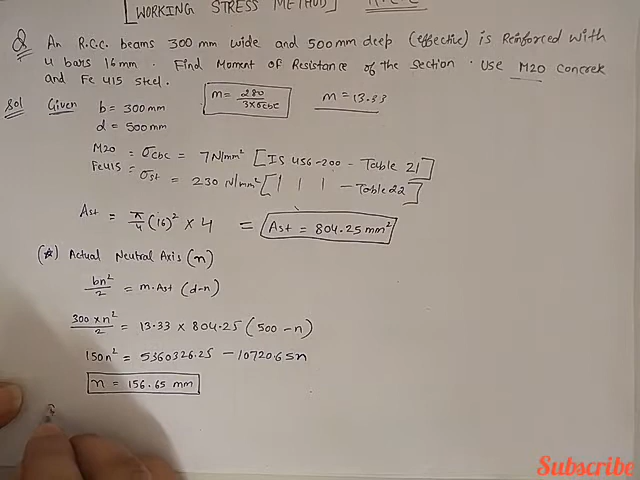 [WORKING STRESS METHOD]
Q. An R.C.C. beams 300 mm wide and 500 mm deep (effective) is Reinforced with
4 bars 16 mm. Find Moment of Resistance of the section. Use M20 concrek
and Fe 415 steel.
Sol Given b = 300 mm m = 280/3×σcbc m = 13.33
d = 500 mm
M20 = σcbc = 7 N/mm² [IS 456-200 - Table 21]
Fe415 = σst = 230 N/mm² [ | | | - Table 22]
Ast = π/4 (16)² × 4 = Ast = 804.25 mm²
(*) Actual Neutral Axis (n)
bn²/2 = m.Ast (d-n)
300×n²/2 = 13.33 × 804.25 (500 - n)
150n² = 5360326.25 - 10720.65n
n = 156.65 mm
Subscribe